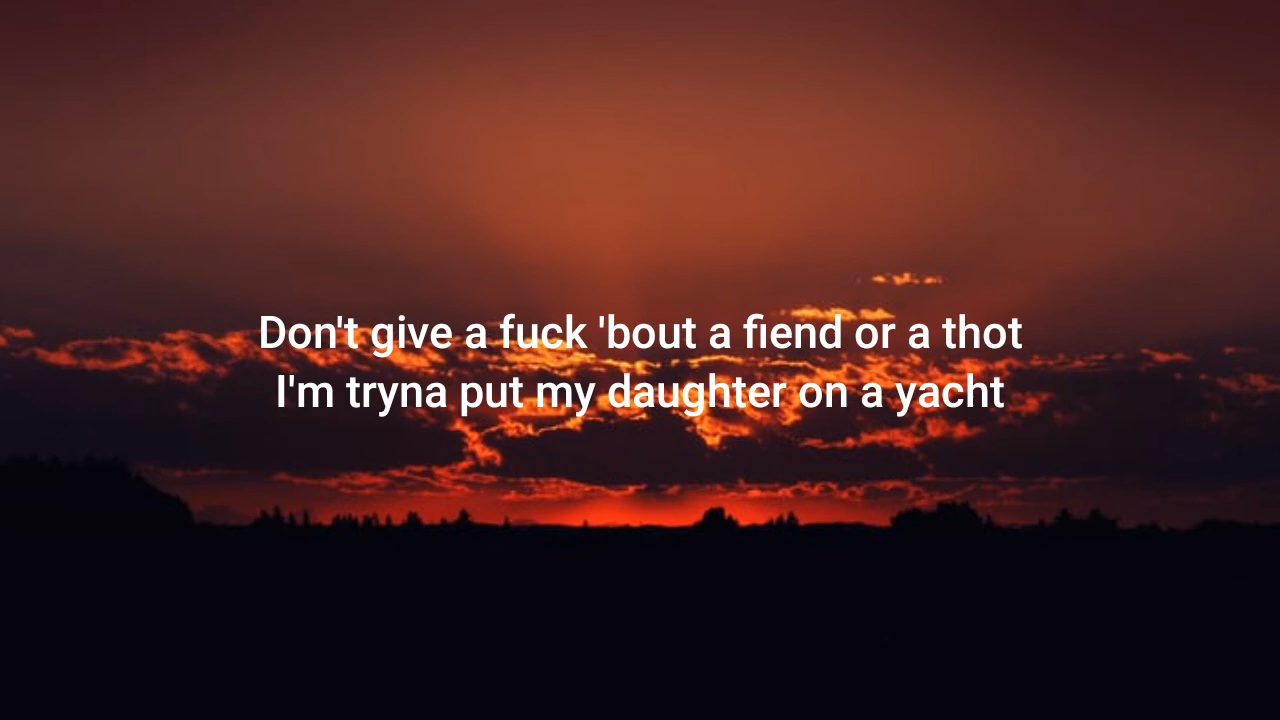 Don't give a fuck 'bout a fiend or a thot
I'm tryna put my daughter on a yacht